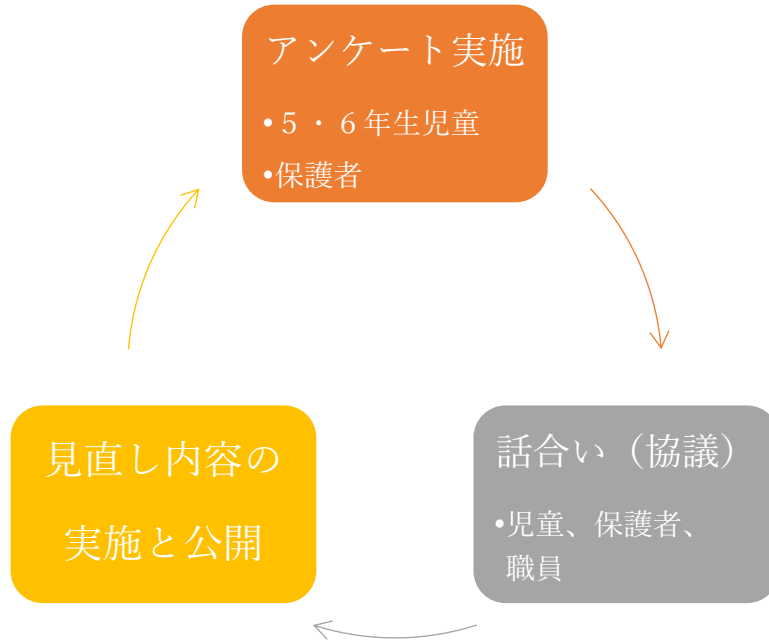 アンケート実施
•５・６年生児童
•保護者
話合い（協議）
•児童、保護者、
職員
見直し内容の
実施と公開